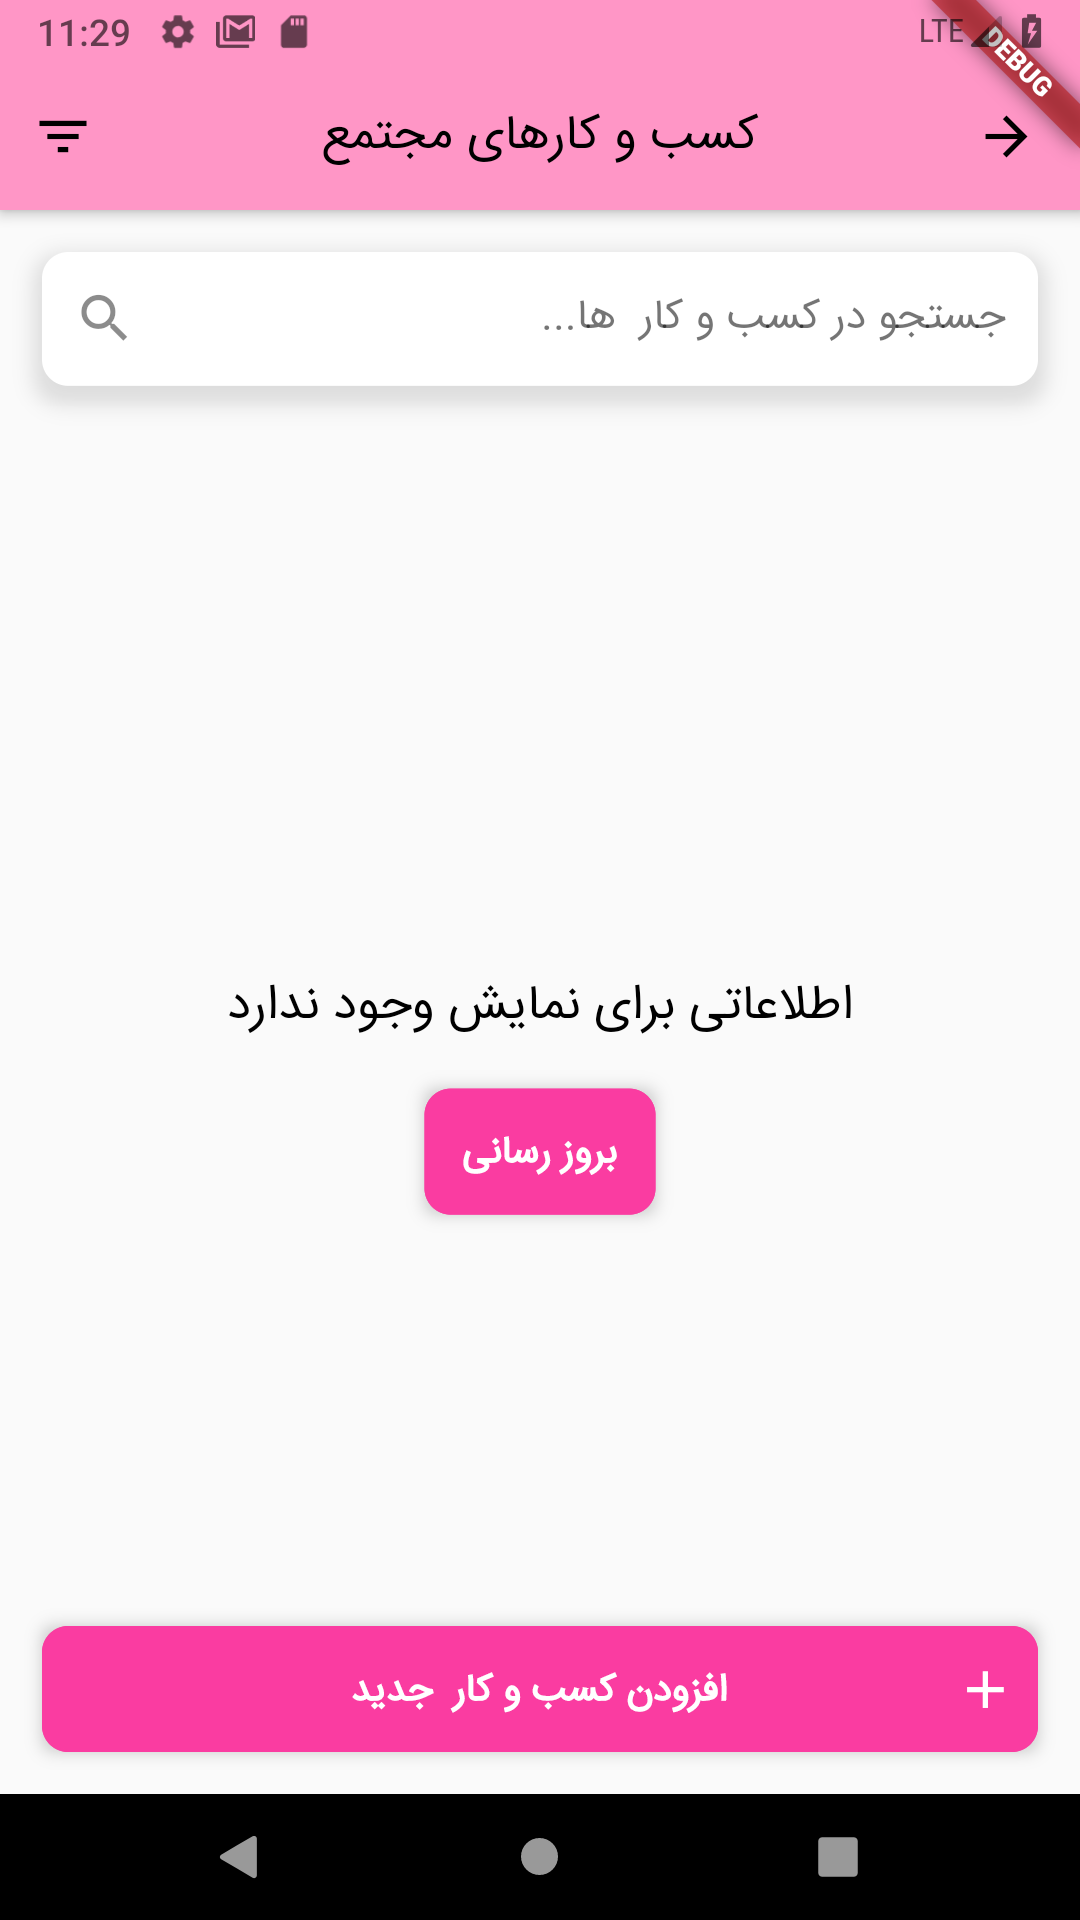 11:29 LTE
DEBUG
کسب و کارهای مجتمع
جستجو در کسب و کار  ها...
اطلاعاتی برای نمایش وجود ندارد
بروز رسانی
افزودن کسب و کار  جدید